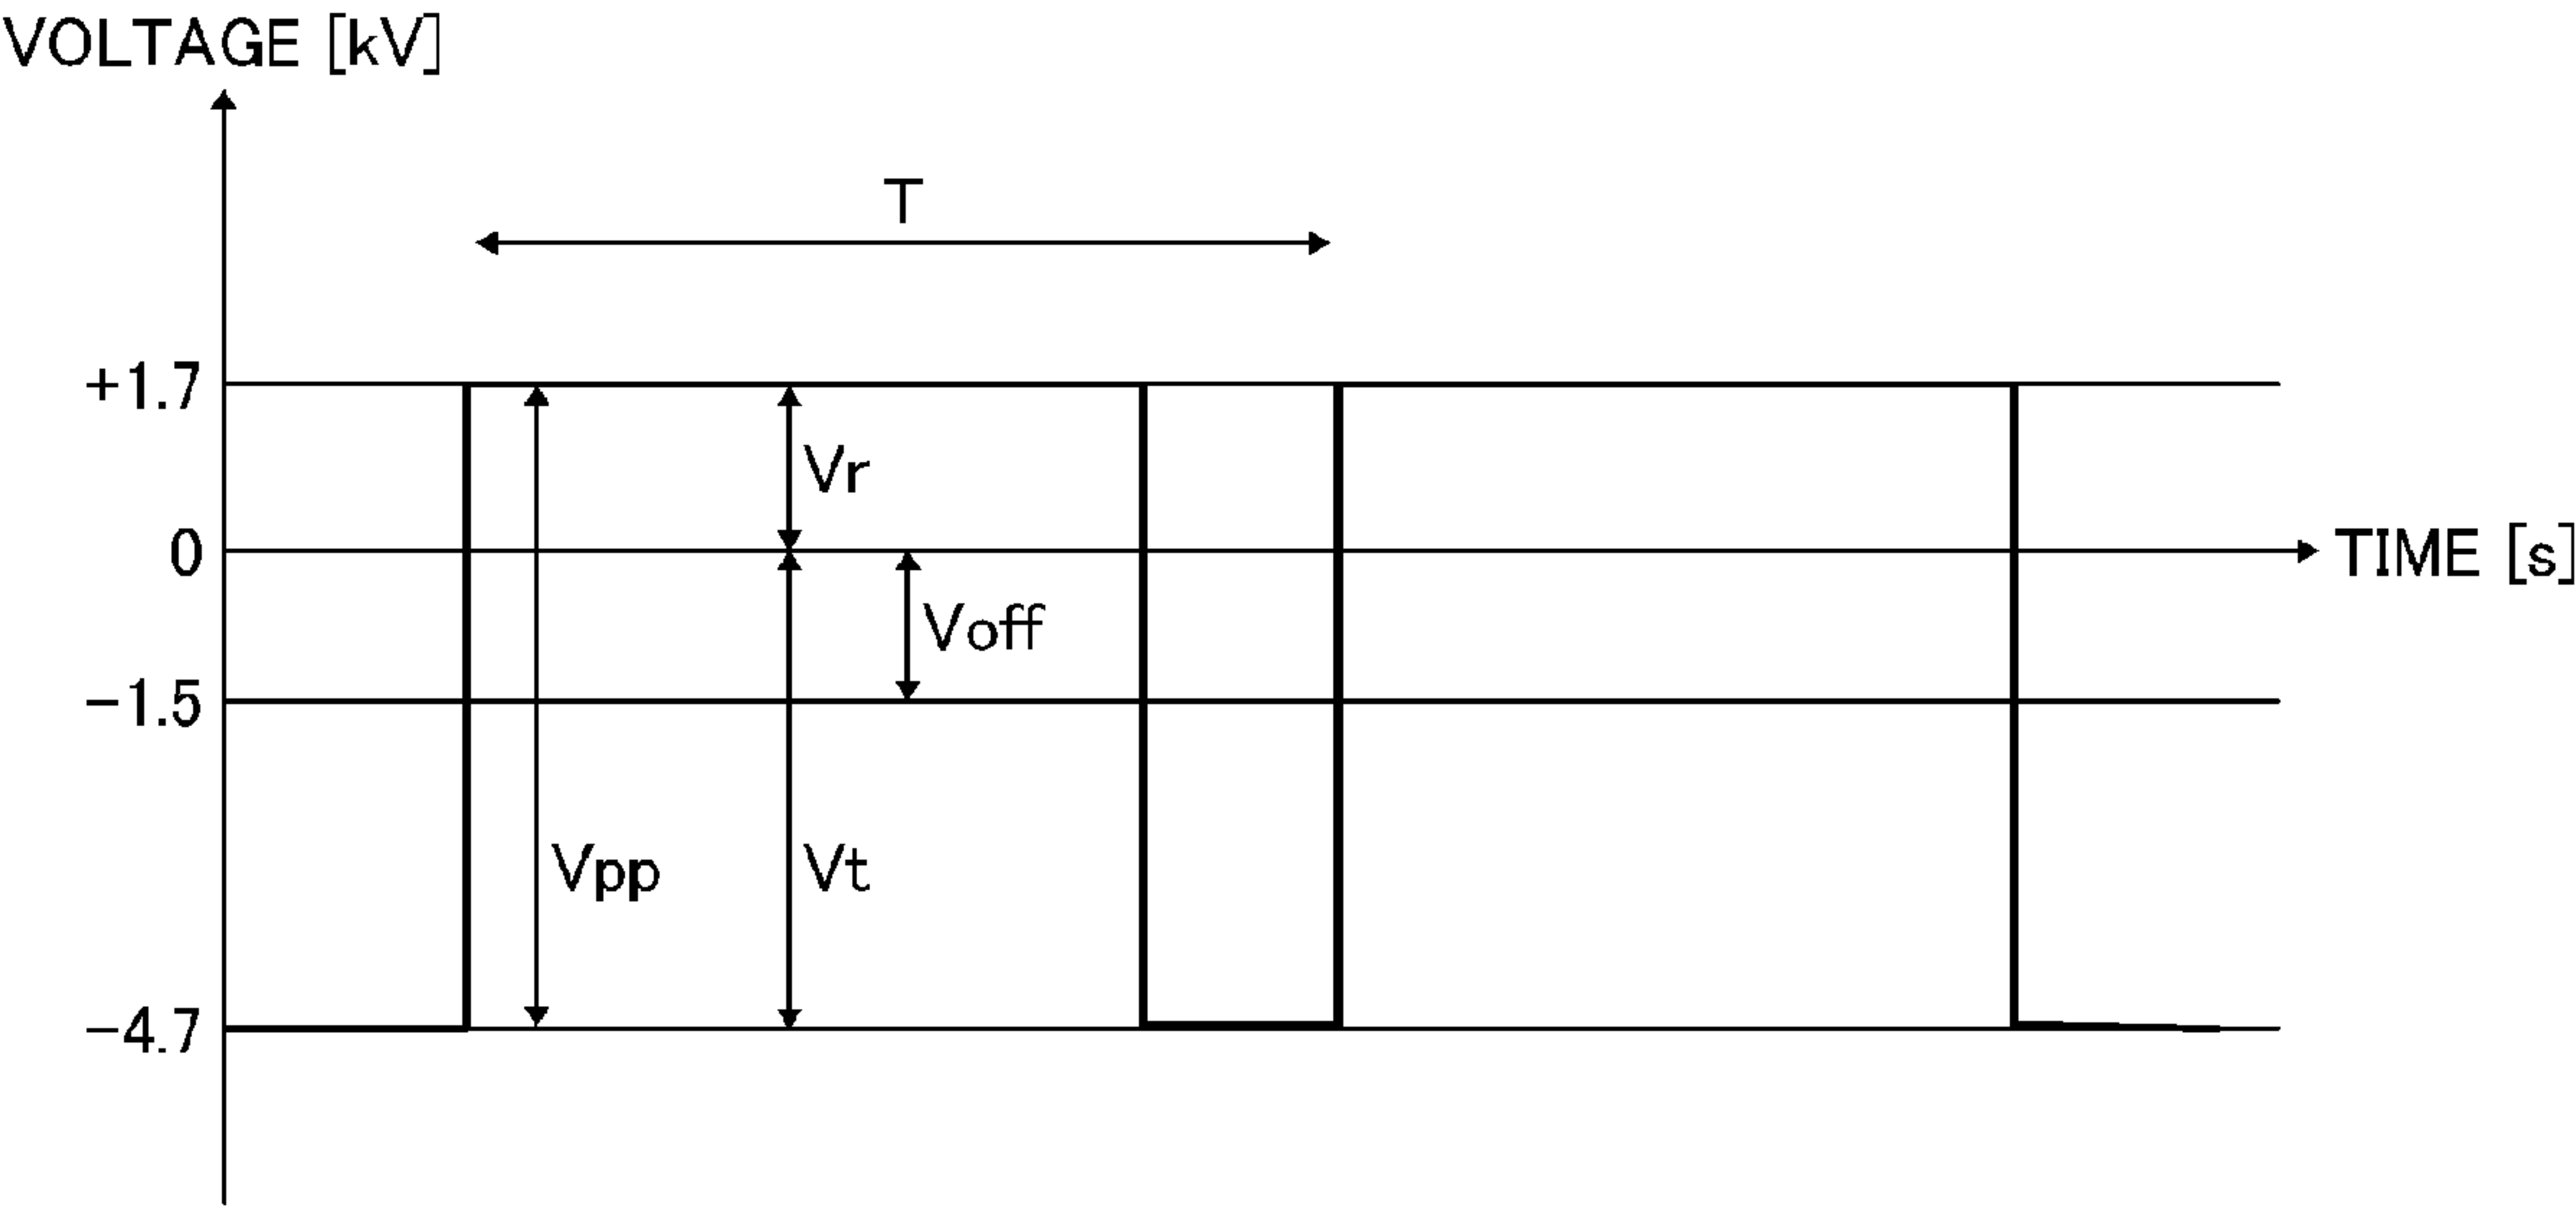 VOLTAGE [kV]
T
+1.7
Vr
0
TIME [s]
Voff
−1.5
Vpp
Vt
−4.7